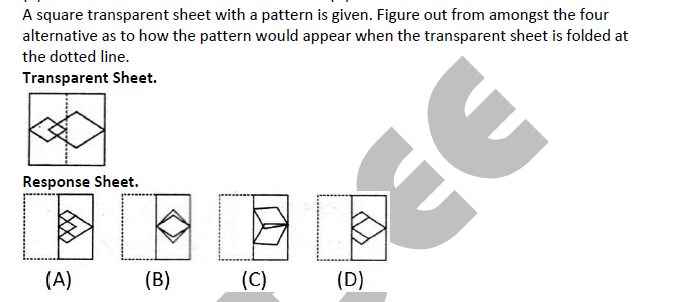 A square transparent sheet with a pattern is given. Figure out from amongst the four
alternative as to how the pattern would appear when the transparent sheet is folded at
the dotted line.
Transparent Sheet.
Response Sheet.
(A) (B) (C) (D)